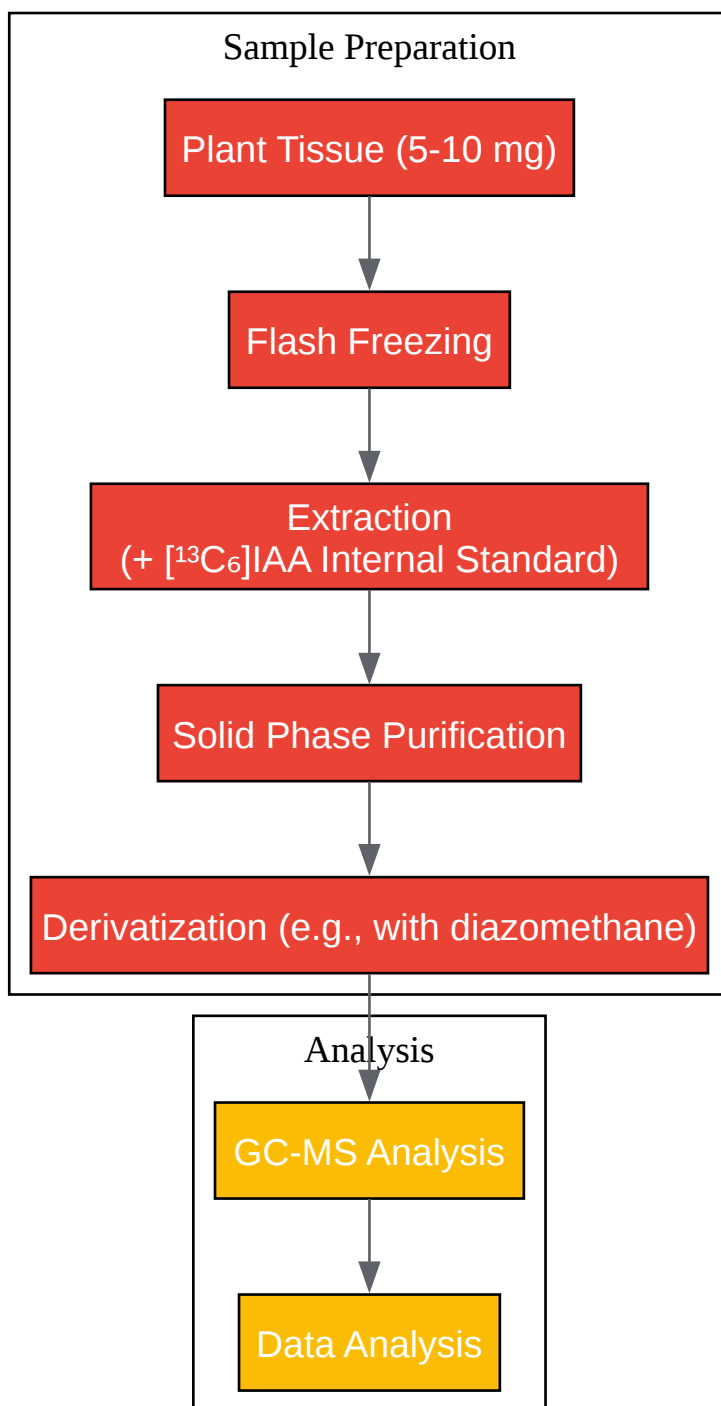 Sample Preparation
Plant Tissue (5-10 mg)
Flash Freezing
Extraction
(+ [¹³C₆]IAA Internal Standard)
Solid Phase Purification
Derivatization (e.g., with diazomethane)
Analysis
GC-MS Analysis
Data Analysis